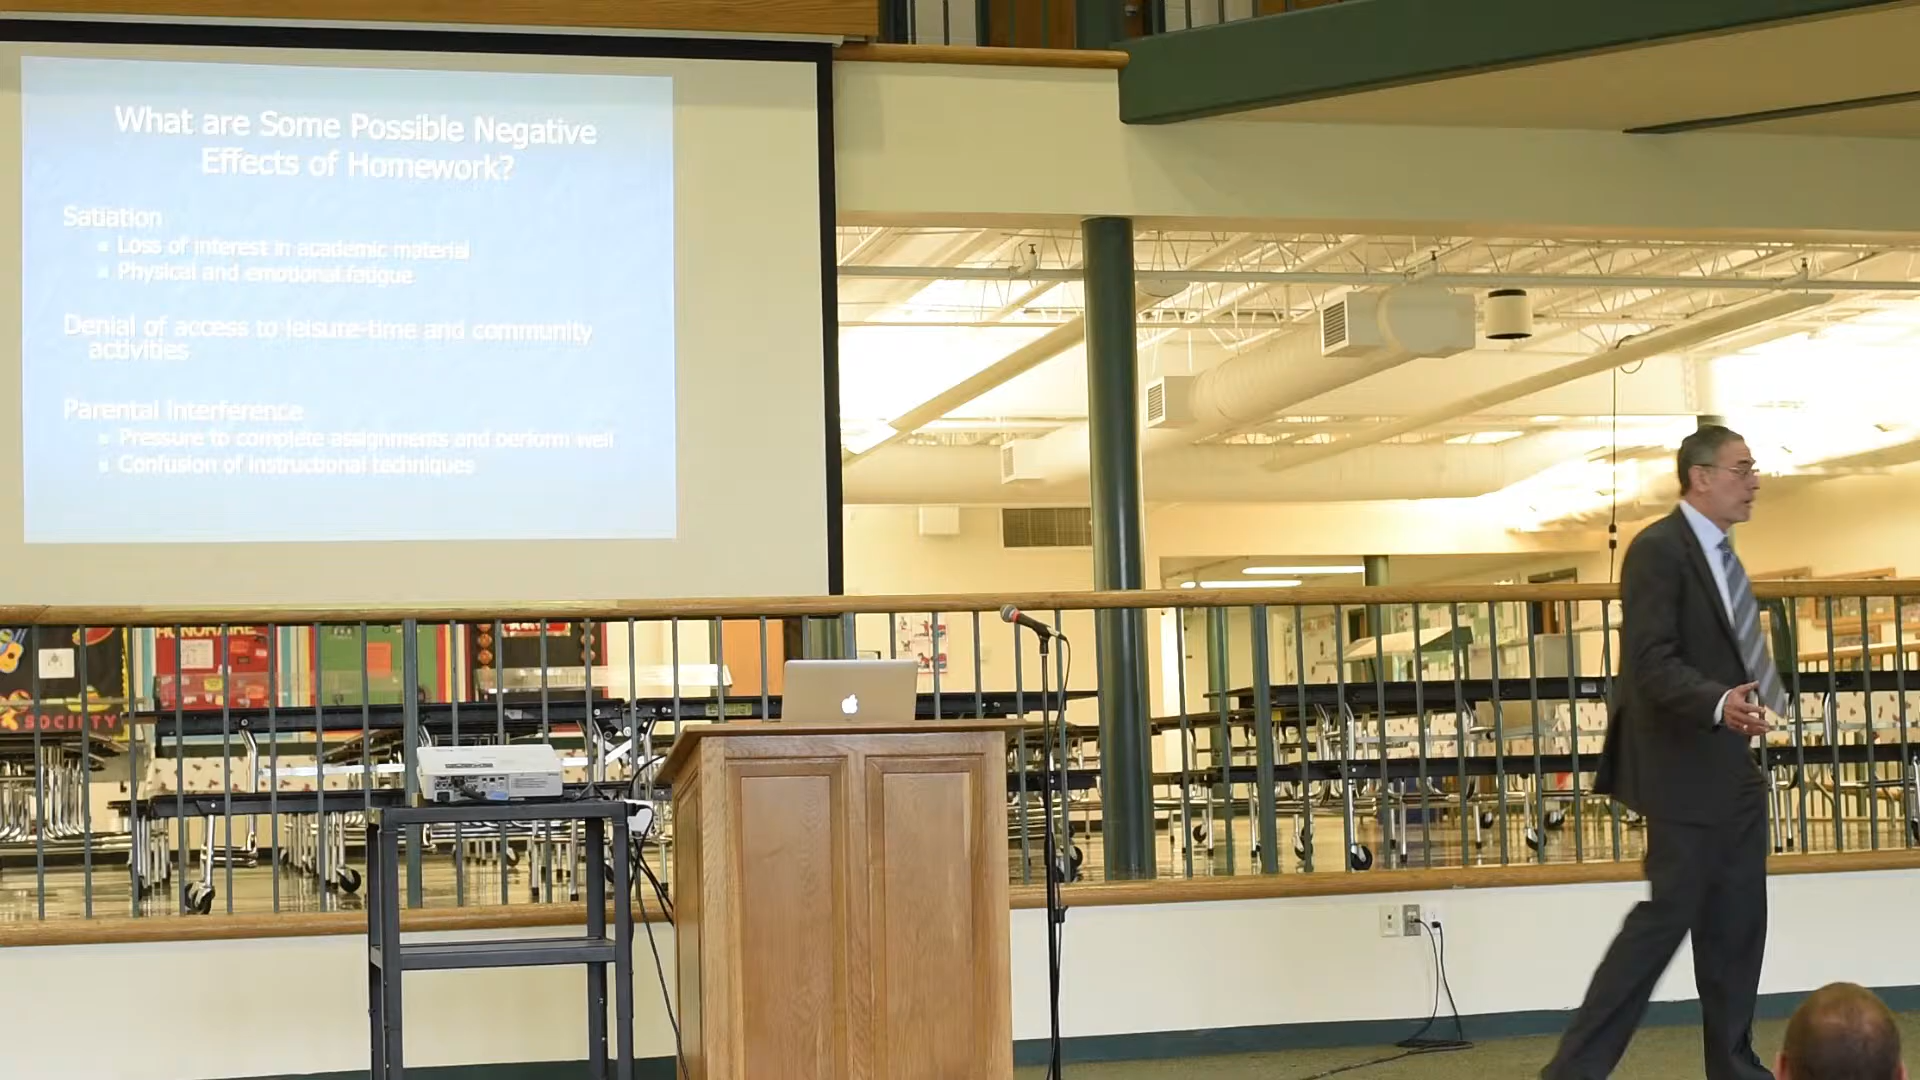 What are Some Possible Negative
Effects of Homework?
Satiation
Loss of interest in academic material
Physical and emotional fatigue
Denial of access to leisure-time and community
activities
Parental interference
Pressure to complete assignments and perform well
Confusion of instructional techniques
HONORAIRE
SOCIETY